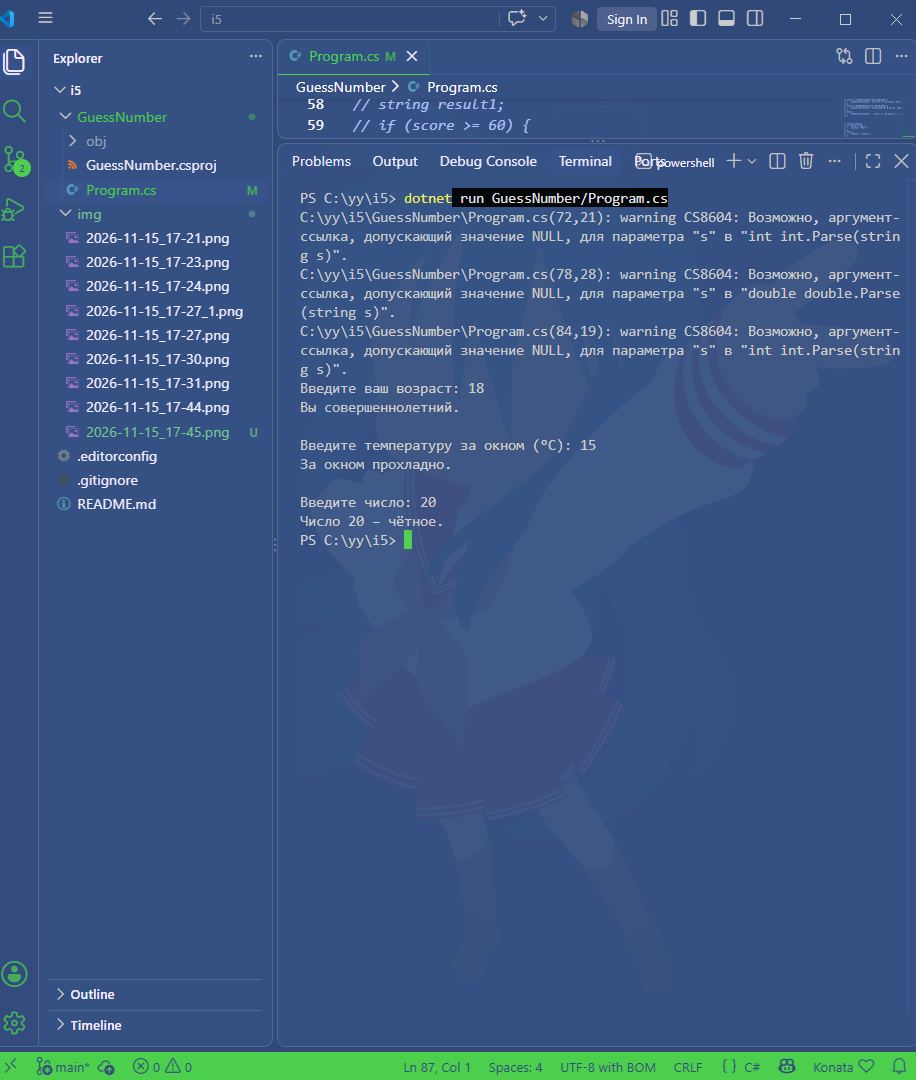 i5
Sign In
Explorer
i5
GuessNumber
obj
GuessNumber.csproj
Program.cs M
img
2026-11-15_17-21.png
2026-11-15_17-23.png
2026-11-15_17-24.png
2026-11-15_17-27_1.png
2026-11-15_17-27.png
2026-11-15_17-30.png
2026-11-15_17-31.png
2026-11-15_17-44.png
2026-11-15_17-45.png U
.editorconfig
.gitignore
README.md
Outline
Timeline
2
Program.cs M
GuessNumber > Program.cs
58 // string result1;
59 // if (score >= 60) {
Problems Output Debug Console Terminal Ports powershell
PS C:\yy\i5> dotnet run GuessNumber/Program.cs
C:\yy\i5\GuessNumber\Program.cs(72,21): warning CS8604: Возможно, аргумент-
ссылка, допускающий значение NULL, для параметра "s" в "int int.Parse(strin
g s)".
C:\yy\i5\GuessNumber\Program.cs(78,28): warning CS8604: Возможно, аргумент-
ссылка, допускающий значение NULL, для параметра "s" в "double double.Parse
(string s)".
C:\yy\i5\GuessNumber\Program.cs(84,19): warning CS8604: Возможно, аргумент-
ссылка, допускающий значение NULL, для параметра "s" в "int int.Parse(strin
g s)".
Введите ваш возраст: 18
Вы совершеннолетний.
Введите температуру за окном (°C): 15
За окном прохладно.
Введите число: 20
Число 20 – чётное.
PS C:\yy\i5>
main* 0 0 Ln 87, Col 1 Spaces: 4 UTF-8 with BOM CRLF { } C# Konata